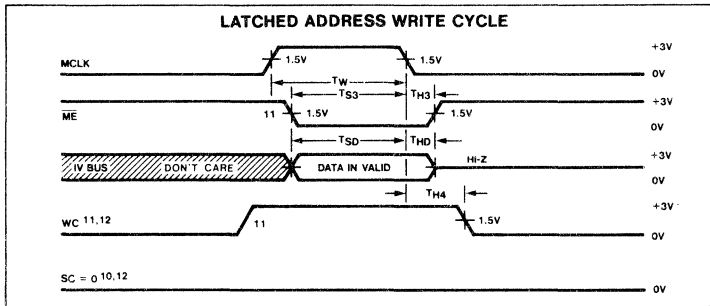 LATCHED ADDRESS WRITE CYCLE
MCLK 1.5V 1.5V +3V 0V
TW
TS3 TH3
ME 11 1.5V 1.5V +3V 0V
TSD THD
IV BUS DON'T CARE DATA IN VALID HI-Z +3V 0V
TH4
WC 11,12 11 1.5V +3V 0V
SC = 0 10,12 0V